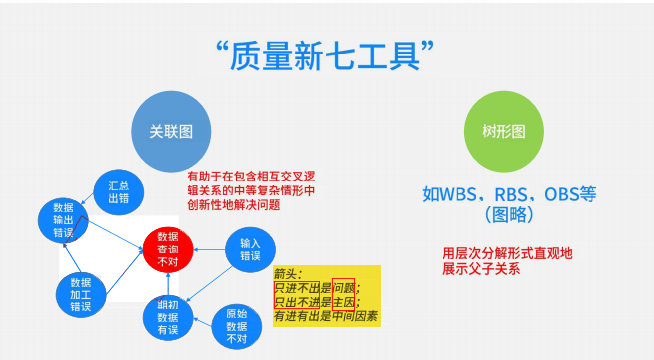 “质量新七工具”
关联图
树形图
有助于在包含相互交叉逻
辑关系的中等复杂情形中
创新性地解决问题
汇总
出错
数据
输出
错误
数据
查询
不对
输入
错误
数据
加工
错误
期初
数据
有误
原始
数据
不对
箭头：
只进不出是问题；
只出不进是主因；
有进有出是中间因素
如WBS，RBS，OBS等
（图略）
用层次分解形式直观地
展示父子关系